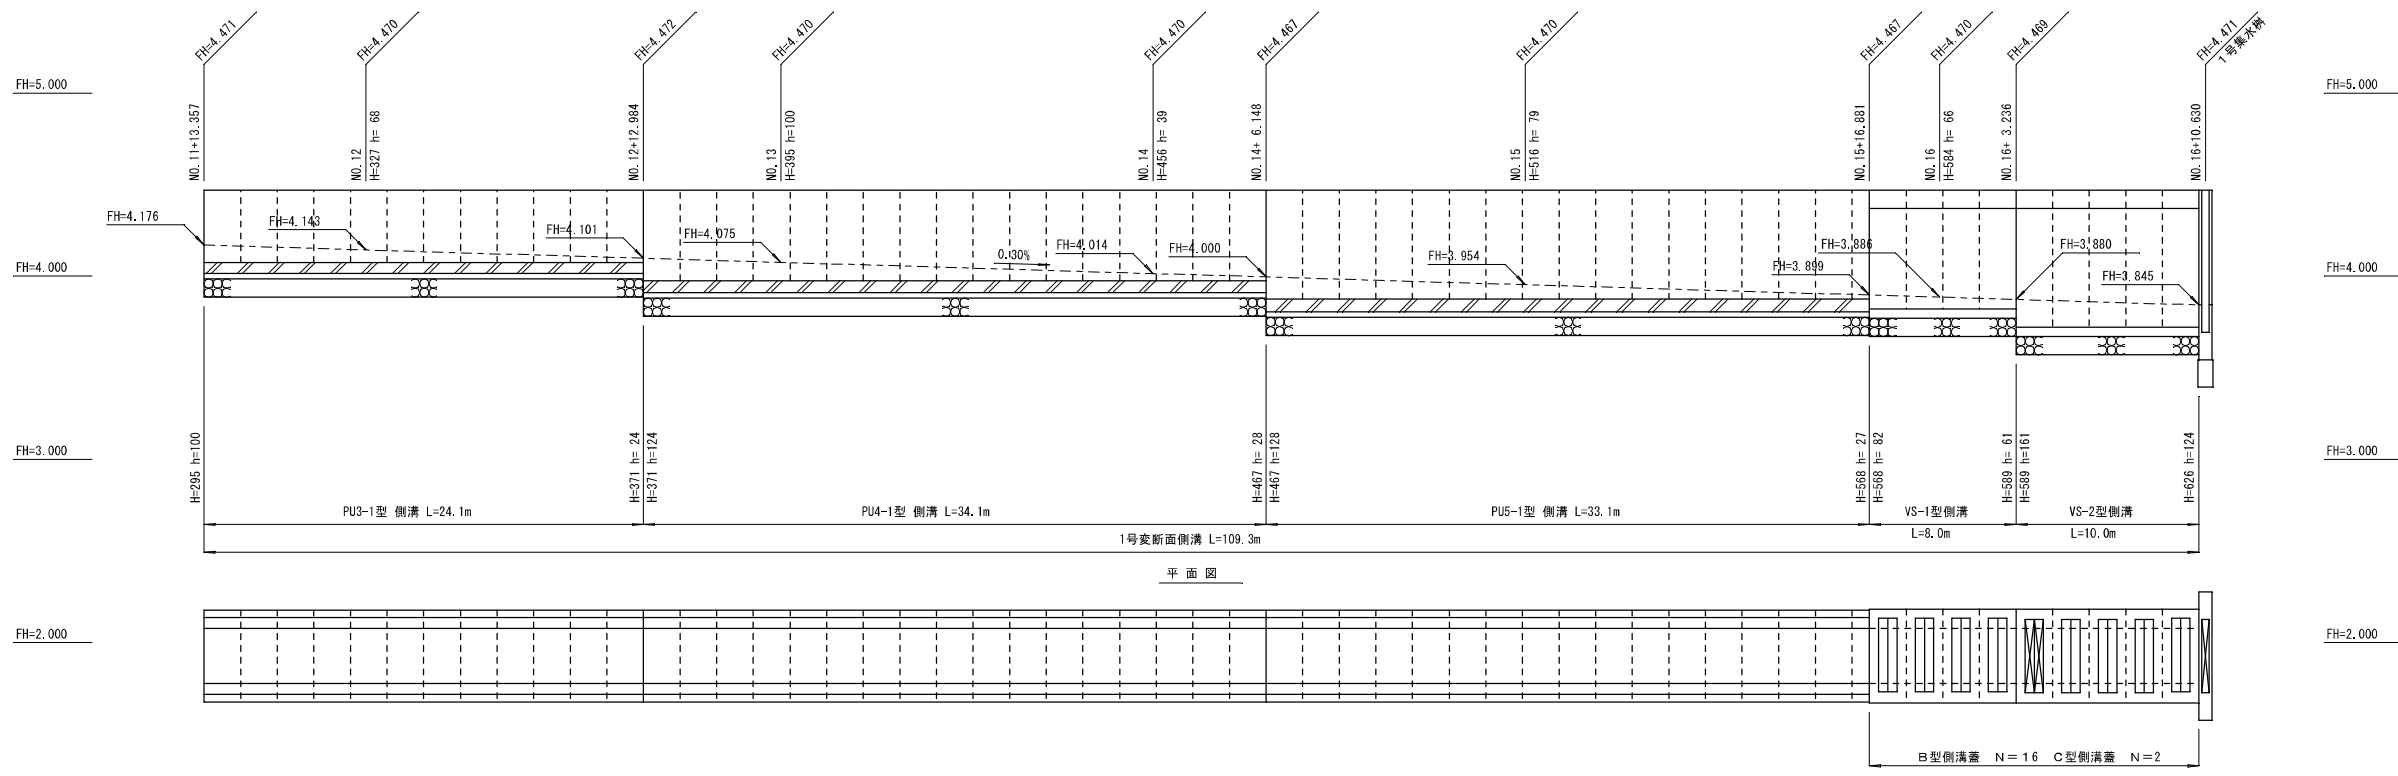 FH=4.471
FH=4.470
FH=4.472
FH=4.470
FH=4.470
FH=4.467
FH=4.470
FH=4.467
FH=4.470
FH=4.469
FH=4.471
1号集水桝
FH=5.000
FH=5.000
NO.11+13.357
NO.12
H=327 h= 68
NO.12+12.984
NO.13
H=395 h=100
NO.14
H=456 h= 39
NO.14+ 6.148
NO.15
H=516 h= 79
NO.15+16.881
NO.16
H=584 h= 66
NO.16+ 3.236
NO.16+10.630
FH=4.176
FH=4.143
FH=4.101
FH=4.075
0.30%
FH=4.014
FH=4.000
FH=3.954
FH=3.899
FH=3.886
FH=3.880
FH=3.845
FH=4.000
FH=4.000
FH=3.000
FH=3.000
H=295 h=100
H=371 h= 24
H=371 h=124
H=467 h= 28
H=467 h=128
H=568 h= 27
H=568 h= 82
H=589 h= 61
H=589 h=161
H=626 h=124
PU3-1型 側溝 L=24.1m
PU4-1型 側溝 L=34.1m
PU5-1型 側溝 L=33.1m
VS-1型側溝
L=8.0m
VS-2型側溝
L=10.0m
1号変断面側溝 L=109.3m
平 面 図
FH=2.000
FH=2.000
B型側溝蓋 N=16 C型側溝蓋 N=2